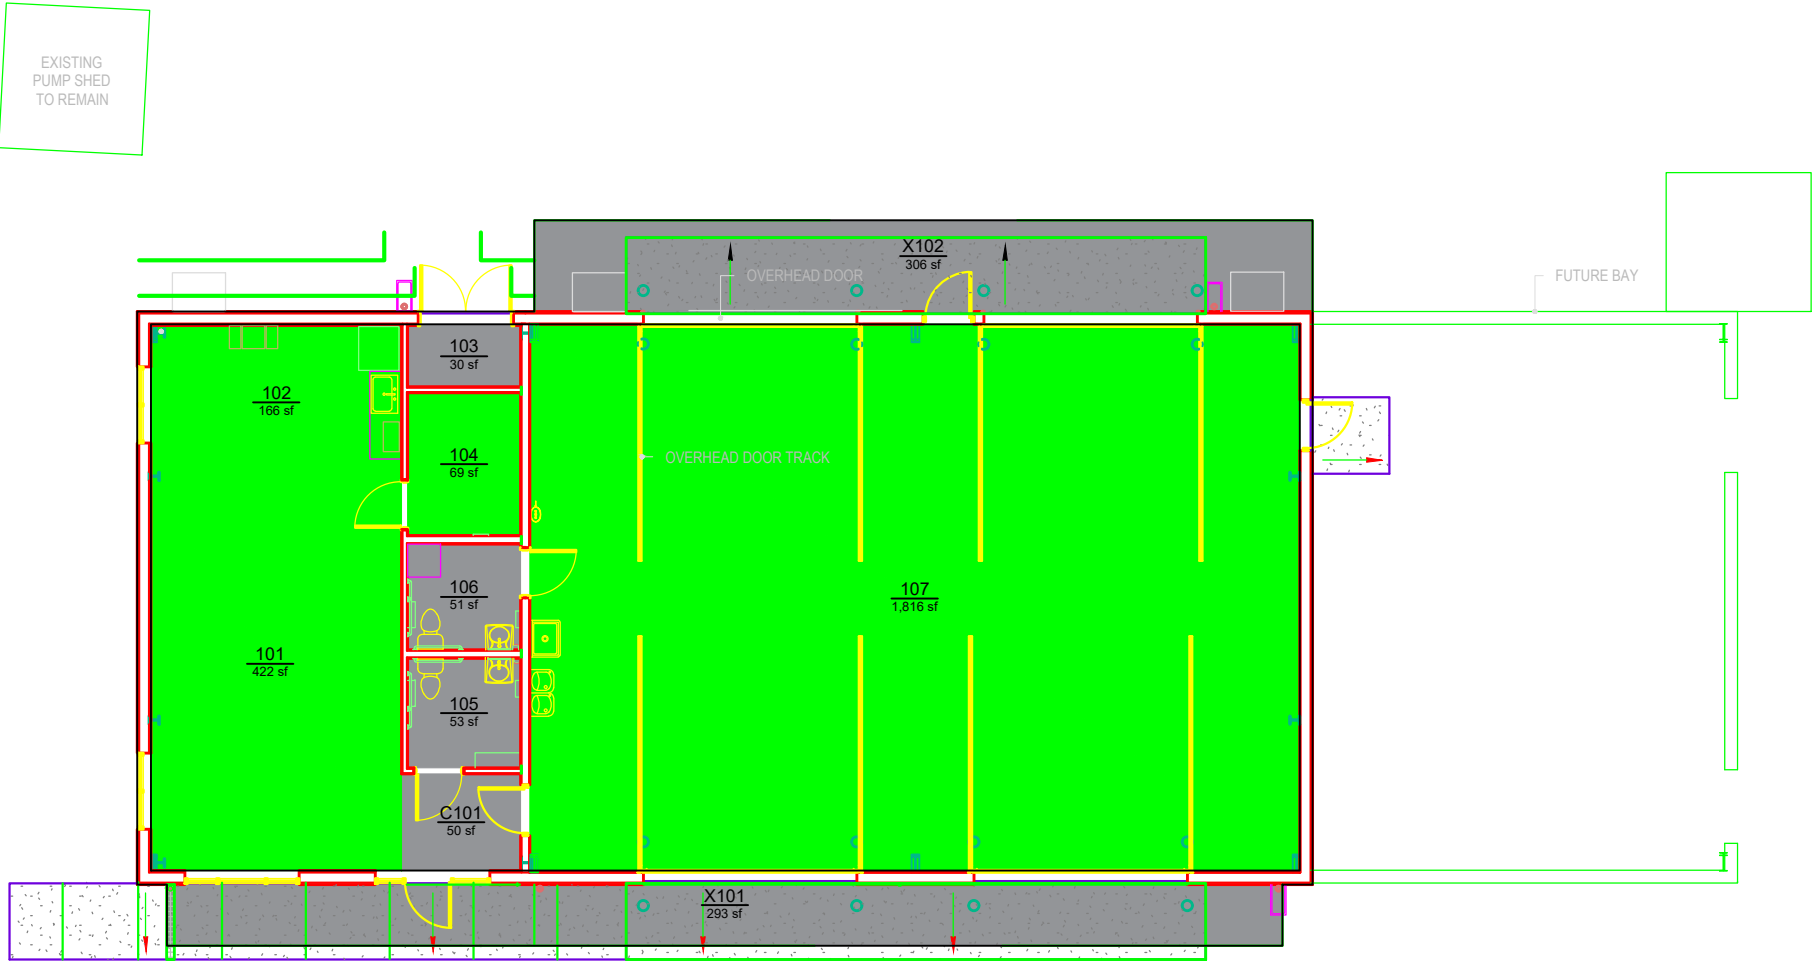 EXISTING
PUMP SHED
TO REMAIN
X102
306 sf
OVERHEAD DOOR
FUTURE BAY
103
30 sf
102
166 sf
104
69 sf
OVERHEAD DOOR TRACK
106
51 sf
107
1,816 sf
101
422 sf
105
53 sf
C101
50 sf
X101
293 sf